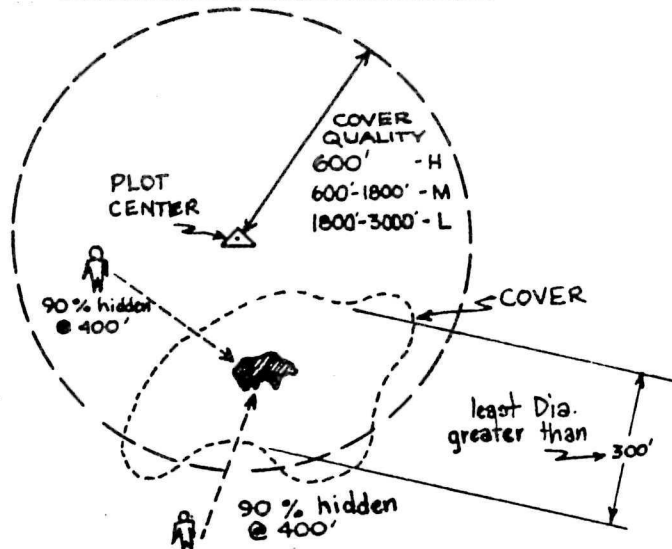 COVER
QUALITY
600' - H
600'-1800' - M
1800'-3000' - L
PLOT
CENTER
90% hidden
@ 400'
COVER
least Dia.
greater than
300'
90% hidden
@ 400'